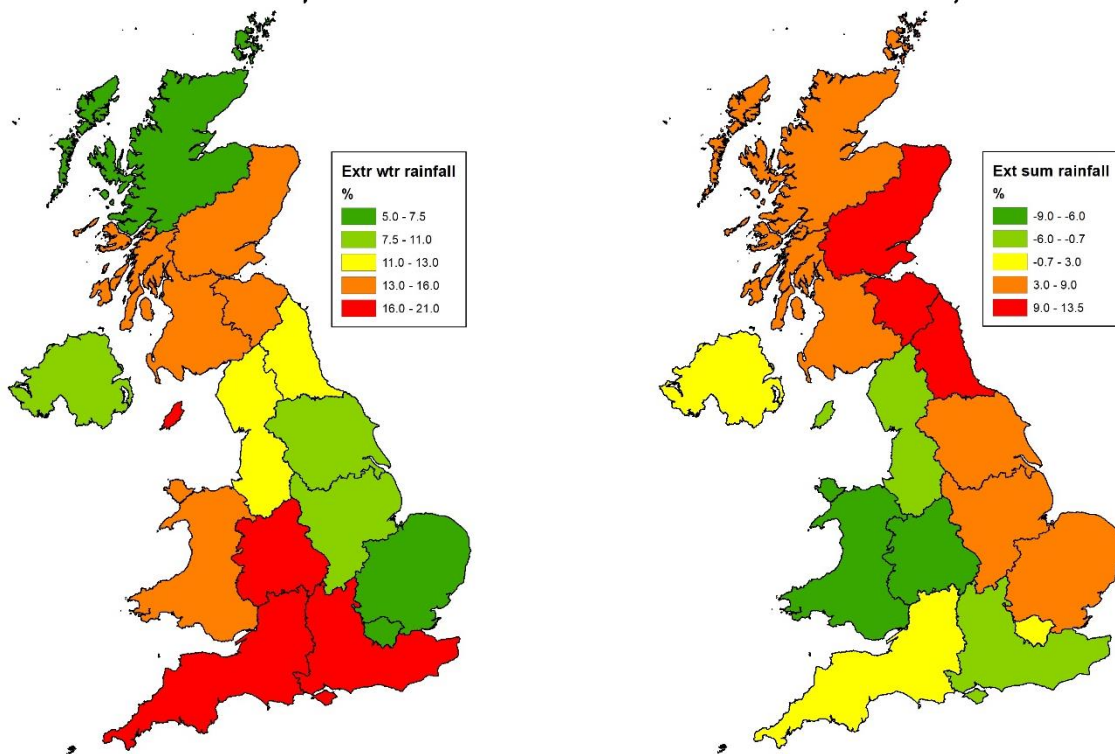 Extr wtr rainfall
%
5.0 - 7.5
7.5 - 11.0
11.0 - 13.0
13.0 - 16.0
16.0 - 21.0
Ext sum rainfall
%
-9.0 - -6.0
-6.0 - -0.7
-0.7 - 3.0
3.0 - 9.0
9.0 - 13.5